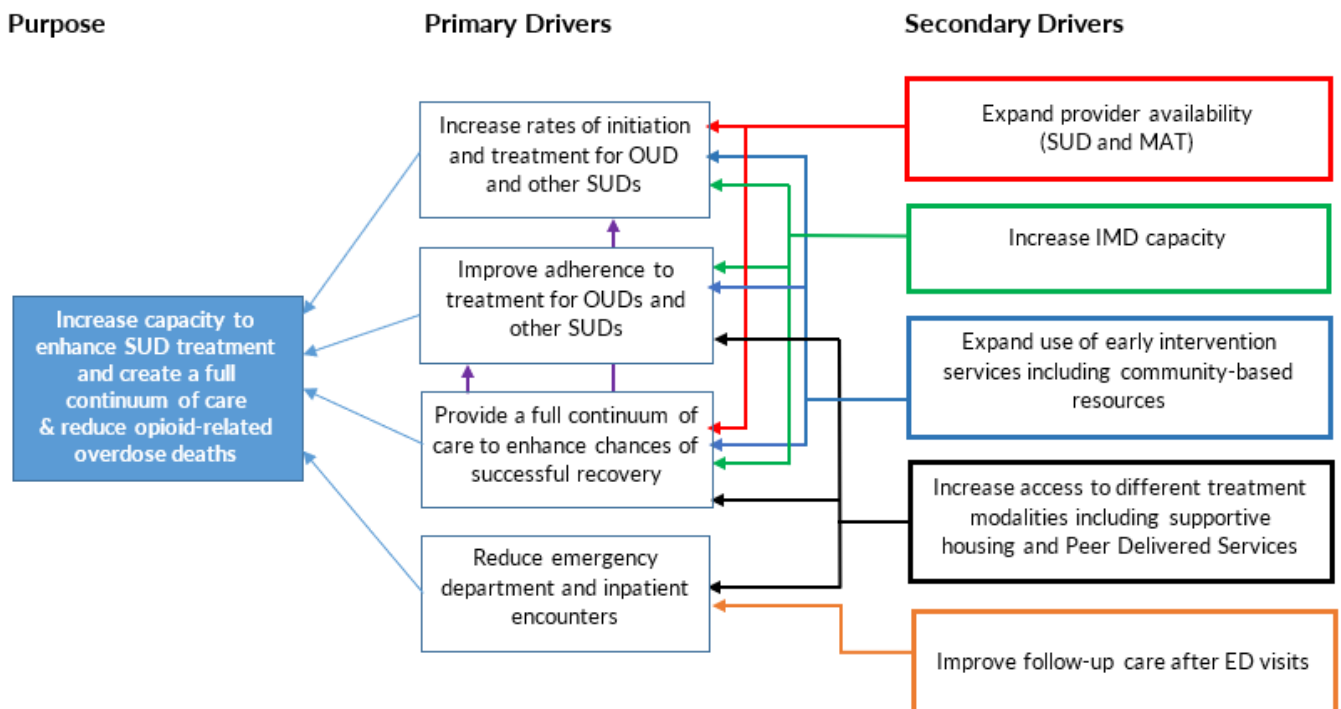 Purpose
Primary Drivers
Secondary Drivers
Increase capacity to
enhance SUD treatment
and create a full
continuum of care
& reduce opioid-related
overdose deaths
Increase rates of initiation
and treatment for OUD
and other SUDs
Improve adherence to
treatment for OUDs and
other SUDs
Provide a full continuum of
care to enhance chances of
successful recovery
Reduce emergency
department and inpatient
encounters
Expand provider availability
(SUD and MAT)
Increase IMD capacity
Expand use of early intervention
services including community-based
resources
Increase access to different treatment
modalities including supportive
housing and Peer Delivered Services
Improve follow-up care after ED visits